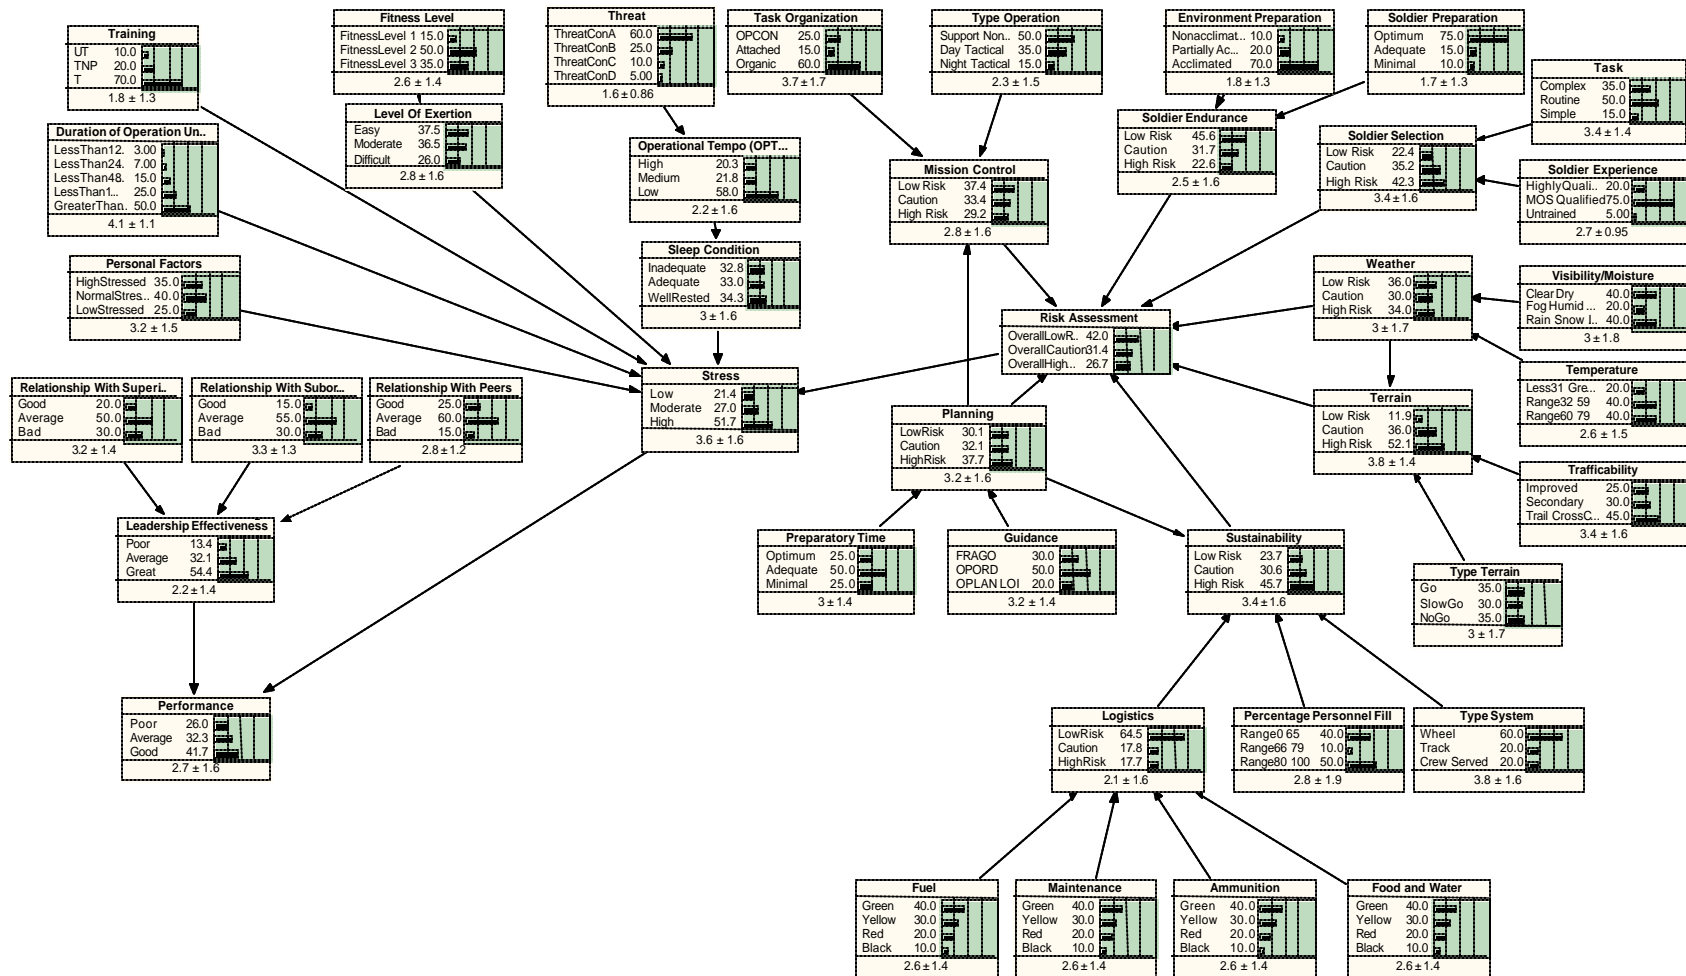 Training
UT 10.0
TNP 20.0
T 70.0
1.8 ± 1.3
Fitness Level
FitnessLevel 1 15.0
FitnessLevel 2 50.0
FitnessLevel 3 35.0
2.6 ± 1.4
Threat
ThreatConA 60.0
ThreatConB 25.0
ThreatConC 10.0
ThreatConD 5.00
1.6 ± 0.86
Task Organization
OPCON 25.0
Attached 15.0
Organic 60.0
3.7 ± 1.7
Type Operation
Support Non.. 50.0
Day Tactical 35.0
Night Tactical 15.0
2.3 ± 1.5
Environment Preparation
Nonacclimat... 10.0
Partially Ac... 20.0
Acclimated 70.0
1.8 ± 1.3
Soldier Preparation
Optimum 75.0
Adequate 15.0
Minimal 10.0
1.7 ± 1.3
Task
Complex 35.0
Routine 50.0
Simple 15.0
3.4 ± 1.4
Duration of Operation Un..
LessThan12. 3.00
LessThan24. 7.00
LessThan48. 15.0
LessThan1... 25.0
GreaterThan.. 50.0
4.1 ± 1.1
Level Of Exertion
Easy 37.5
Moderate 36.5
Difficult 26.0
2.8 ± 1.6
Operational Tempo (OPT...
High 20.3
Medium 21.8
Low 58.0
2.2 ± 1.6
Mission Control
Low Risk 37.4
Caution 33.4
High Risk 29.2
2.8 ± 1.6
Soldier Endurance
Low Risk 45.6
Caution 31.7
High Risk 22.6
2.5 ± 1.6
Soldier Selection
Low Risk 22.4
Caution 35.2
High Risk 42.3
3.4 ± 1.6
Soldier Experience
HighlyQuali.. 20.0
MOS Qualified 75.0
Untrained 5.00
2.7 ± 0.95
Personal Factors
HighStressed 35.0
NormalStres... 40.0
LowStressed 25.0
3.2 ± 1.5
Sleep Condition
Inadequate 32.8
Adequate 33.0
WellRested 34.3
3 ± 1.6
Weather
Low Risk 36.0
Caution 30.0
High Risk 34.0
3 ± 1.7
Visibility/Moisture
Clear Dry 40.0
Fog Humid ... 20.0
Rain Snow I.. 40.0
3 ± 1.8
Risk Assessment
OverallLowR.. 42.0
OverallCaution 31.4
OverallHigh... 26.7
Relationship With Superi..
Good 20.0
Average 50.0
Bad 30.0
3.2 ± 1.4
Relationship With Subor...
Good 15.0
Average 55.0
Bad 30.0
3.3 ± 1.3
Relationship With Peers
Good 25.0
Average 60.0
Bad 15.0
2.8 ± 1.2
Stress
Low 21.4
Moderate 27.0
High 51.7
3.6 ± 1.6
Planning
LowRisk 30.1
Caution 32.1
HighRisk 37.7
3.2 ± 1.6
Terrain
Low Risk 11.9
Caution 36.0
High Risk 52.1
3.8 ± 1.4
Temperature
Less31 Gre... 20.0
Range32 59 40.0
Range60 79 40.0
2.6 ± 1.5
Trafficability
Improved 25.0
Secondary 30.0
Trail CrossC... 45.0
3.4 ± 1.6
Leadership Effectiveness
Poor 13.4
Average 32.1
Great 54.4
2.2 ± 1.4
Preparatory Time
Optimum 25.0
Adequate 50.0
Minimal 25.0
3 ± 1.4
Guidance
FRAGO 30.0
OPORD 50.0
OPLAN LOI 20.0
3.2 ± 1.4
Sustainability
Low Risk 23.7
Caution 30.6
High Risk 45.7
3.4 ± 1.6
Type Terrain
Go 35.0
SlowGo 30.0
NoGo 35.0
3 ± 1.7
Performance
Poor 26.0
Average 32.3
Good 41.7
2.7 ± 1.6
Logistics
LowRisk 64.5
Caution 17.8
HighRisk 17.7
2.1 ± 1.6
Percentage Personnel Fill
Range0 65 40.0
Range66 79 10.0
Range80 100 50.0
2.8 ± 1.9
Type System
Wheel 60.0
Track 20.0
Crew Served 20.0
3.8 ± 1.6
Fuel
Green 40.0
Yellow 30.0
Red 20.0
Black 10.0
2.6 ± 1.4
Maintenance
Green 40.0
Yellow 30.0
Red 20.0
Black 10.0
2.6 ± 1.4
Ammunition
Green 40.0
Yellow 30.0
Red 20.0
Black 10.0
2.6 ± 1.4
Food and Water
Green 40.0
Yellow 30.0
Red 20.0
Black 10.0
2.6 ± 1.4